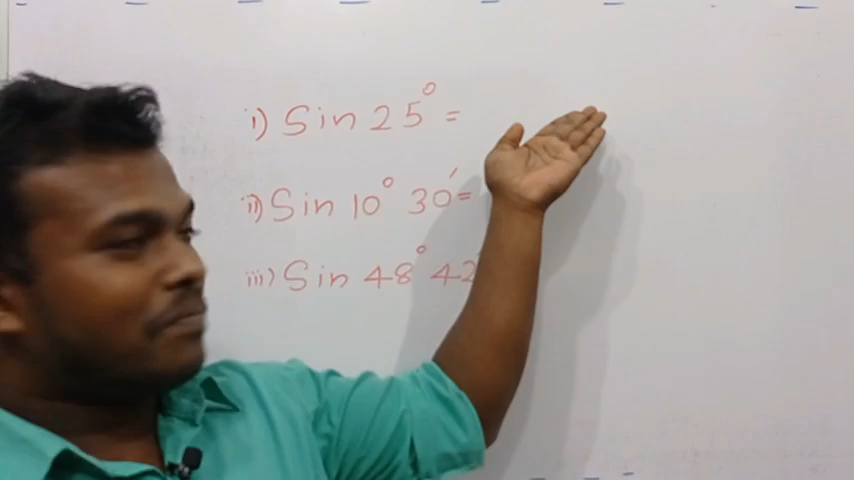 i) Sin 25° =
ii) Sin 10° 30' =
iii) Sin 48° 42